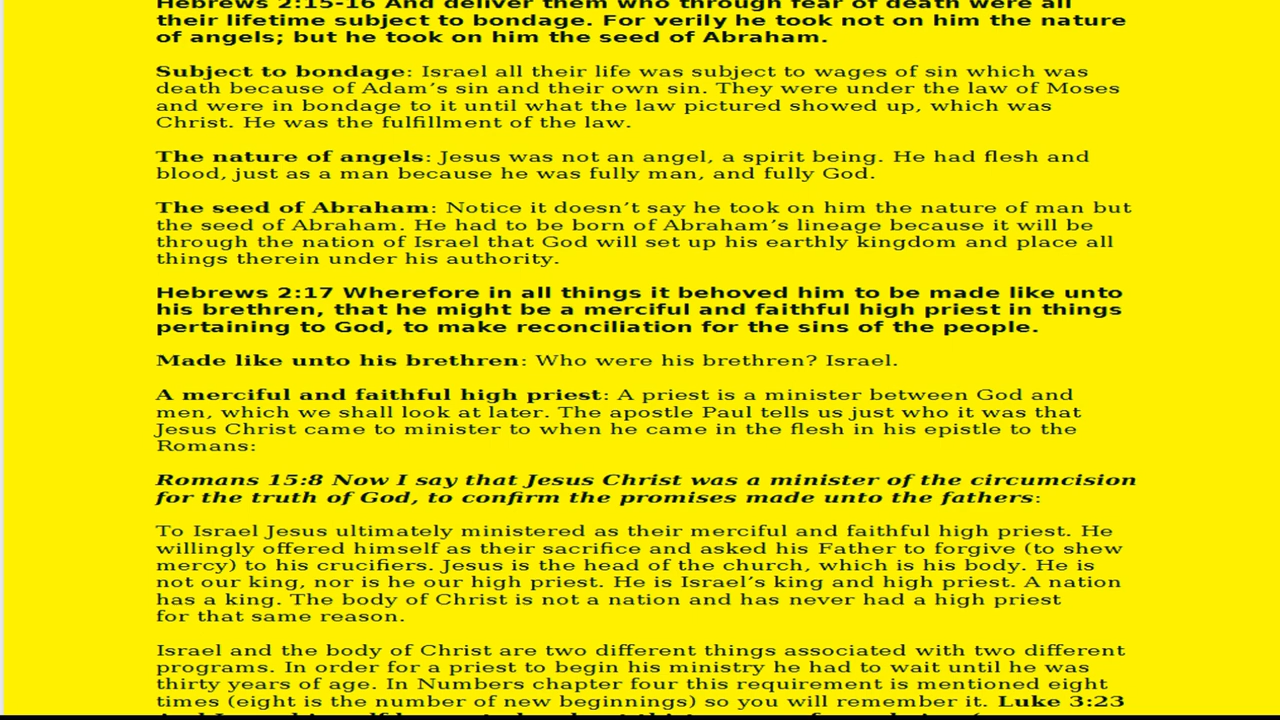 Hebrews 2:15-16 And deliver them who through fear of death were all
their lifetime subject to bondage. For verily he took not on him the nature
of angels; but he took on him the seed of Abraham.
Subject to bondage: Israel all their life was subject to wages of sin which was
death because of Adam’s sin and their own sin. They were under the law of Moses
and were in bondage to it until what the law pictured showed up, which was
Christ. He was the fulfillment of the law.
The nature of angels: Jesus was not an angel, a spirit being. He had flesh and
blood, just as a man because he was fully man, and fully God.
The seed of Abraham: Notice it doesn’t say he took on him the nature of man but
the seed of Abraham. He had to be born of Abraham’s lineage because it will be
through the nation of Israel that God will set up his earthly kingdom and place all
things therein under his authority.
Hebrews 2:17 Wherefore in all things it behoved him to be made like unto
his brethren, that he might be a merciful and faithful high priest in things
pertaining to God, to make reconciliation for the sins of the people.
Made like unto his brethren: Who were his brethren? Israel.
A merciful and faithful high priest: A priest is a minister between God and
men, which we shall look at later. The apostle Paul tells us just who it was that
Jesus Christ came to minister to when he came in the flesh in his epistle to the
Romans:
Romans 15:8 Now I say that Jesus Christ was a minister of the circumcision
for the truth of God, to confirm the promises made unto the fathers:
To Israel Jesus ultimately ministered as their merciful and faithful high priest. He
willingly offered himself as their sacrifice and asked his Father to forgive (to shew
mercy) to his crucifiers. Jesus is the head of the church, which is his body. He is
not our king, nor is he our high priest. He is Israel’s king and high priest. A nation
has a king. The body of Christ is not a nation and has never had a high priest
for that same reason.
Israel and the body of Christ are two different things associated with two different
programs. In order for a priest to begin his ministry he had to wait until he was
thirty years of age. In Numbers chapter four this requirement is mentioned eight
times (eight is the number of new beginnings) so you will remember it. Luke 3:23